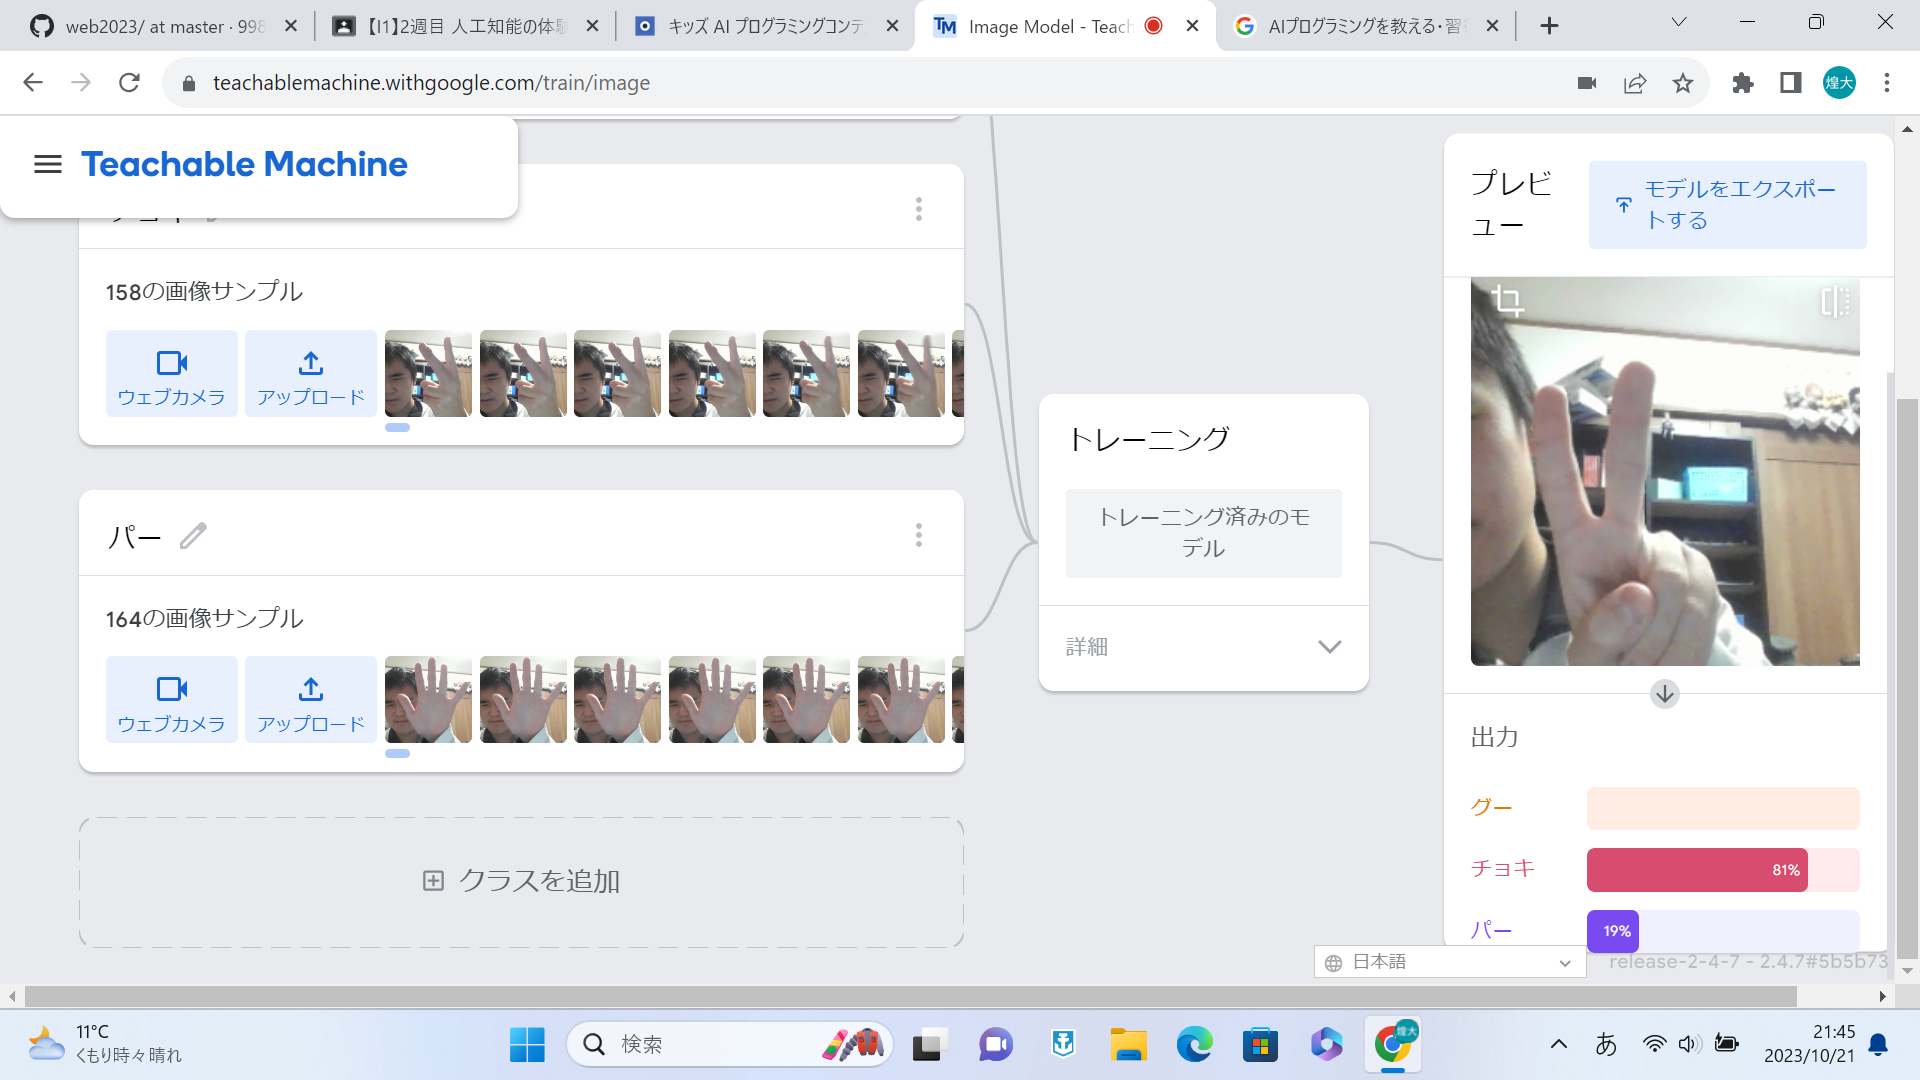 web2023/ at master · 998
【I1】2週目 人工知能の体験
キッズ AI プログラミングコンテ
Image Model - Teach
AIプログラミングを教える・習
teachablemachine.withgoogle.com/train/image
煌大
Teachable Machine
プレビュー
モデルをエクスポートする
158の画像サンプル
ウェブカメラ
アップロード
トレーニング
トレーニング済みのモデル
詳細
パー
164の画像サンプル
ウェブカメラ
アップロード
出力
グー
チョキ
81%
パー
19%
クラスを追加
日本語
release-2-4-7 - 2.4.7#5b5b73
11°C
くもり時々晴れ
検索
煌大
あ
21:45
2023/10/21